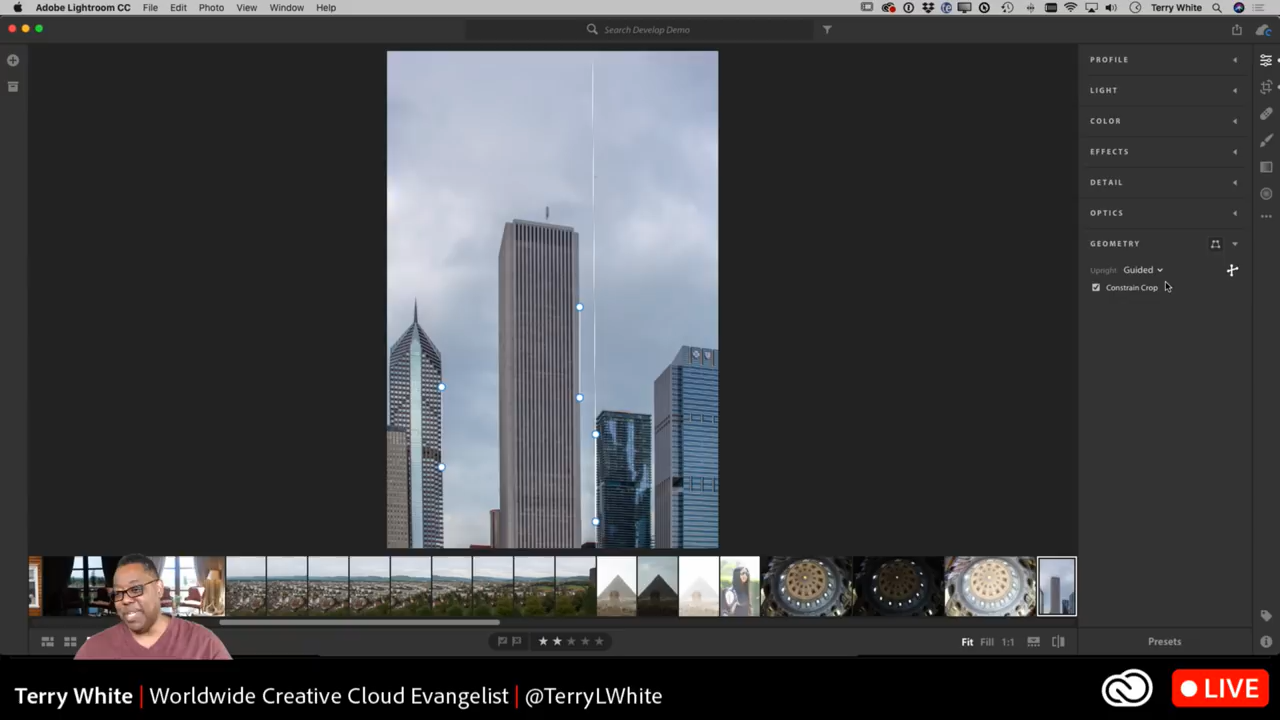 Adobe Lightroom CC File Edit Photo View Window Help Terry White
Search Develop Demo
PROFILE
LIGHT
COLOR
EFFECTS
DETAIL
OPTICS
GEOMETRY
Upright Guided
Constrain Crop
Fit Fill 1:1
Presets
Terry White | Worldwide Creative Cloud Evangelist | @TerryLWhite
LIVE